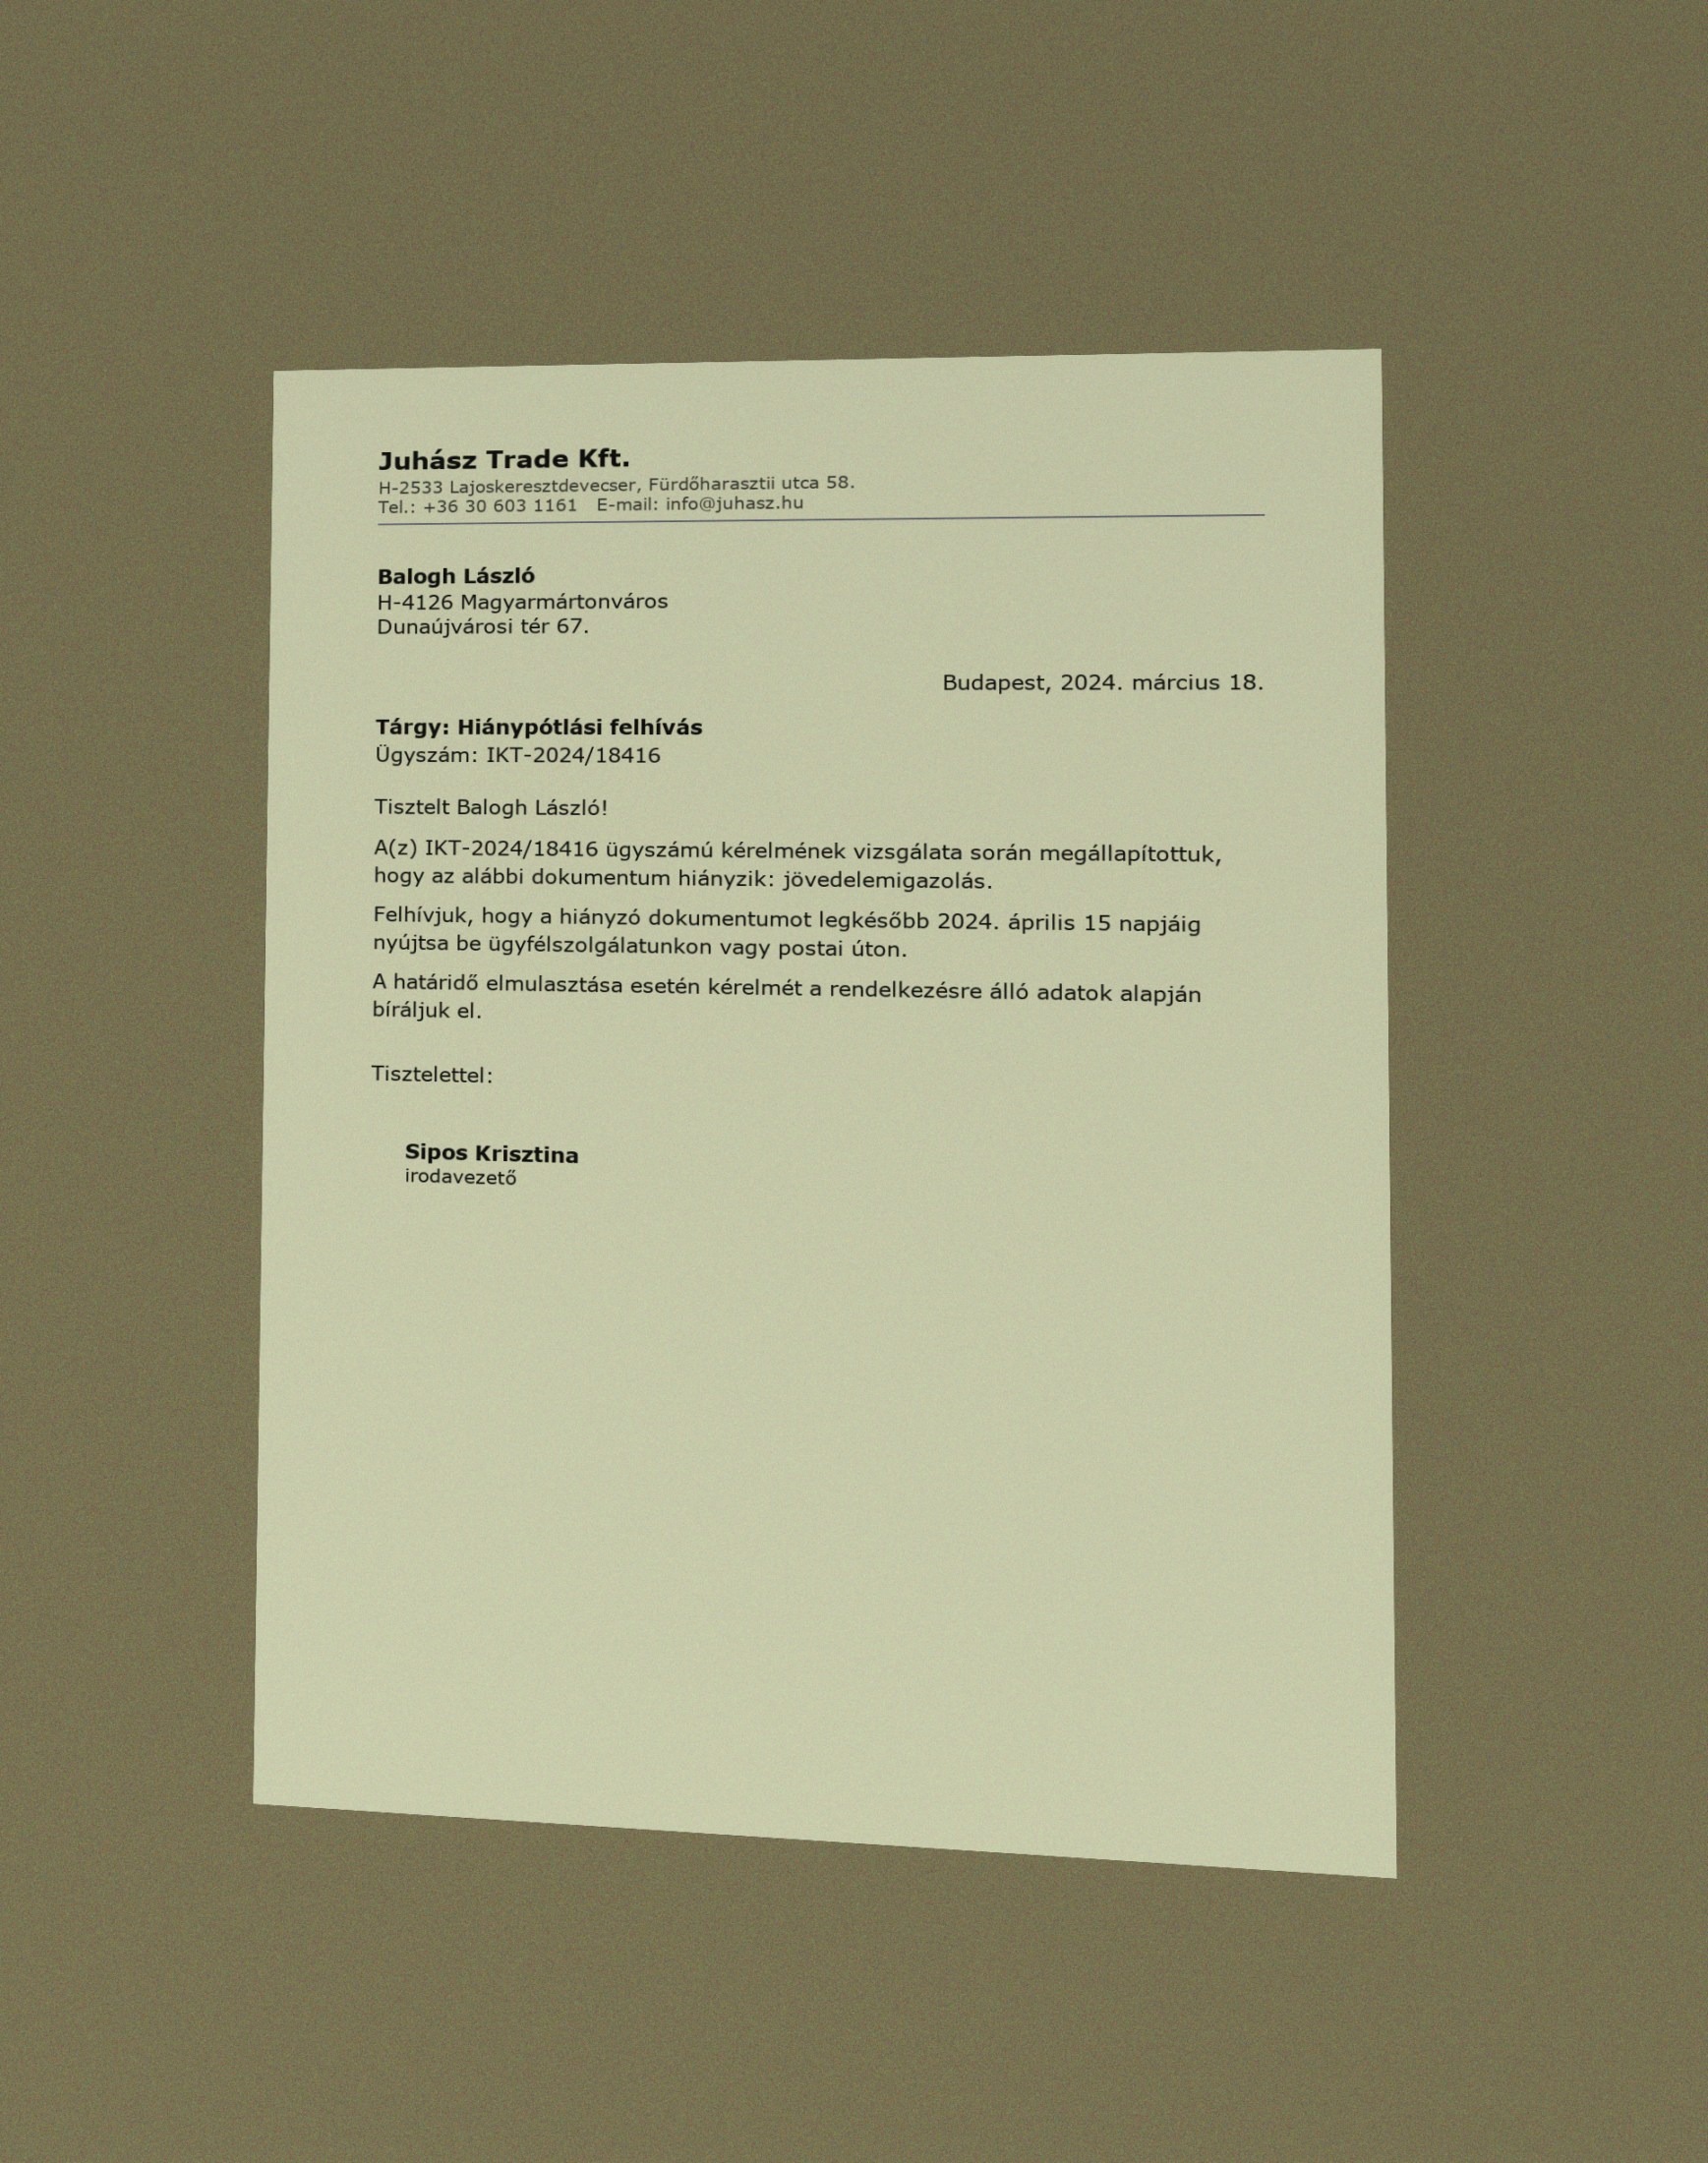 Juhász Trade Kft.
H-2533 Lajoskeresztdevecser, Fürdőharasztii utca 58.
Tel.: +36 30 603 1161 E-mail: info@juhasz.hu
Balogh László
H-4126 Magyarmártonváros
Dunaújvárosi tér 67.
Budapest, 2024. március 18.
Tárgy: Hiánypótlási felhívás
Ügyszám: IKT-2024/18416
Tisztelt Balogh László!
A(z) IKT-2024/18416 ügyszámú kérelmének vizsgálata során megállapítottuk,
hogy az alábbi dokumentum hiányzik: jövedelemigazolás.
Felhívjuk, hogy a hiányzó dokumentumot legkésőbb 2024. április 15 napjáig
nyújtsa be ügyfélszolgálatunkon vagy postai úton.
A határidő elmulasztása esetén kérelmét a rendelkezésre álló adatok alapján
bíráljuk el.
Tisztelettel:
Sipos Krisztina
irodavezető